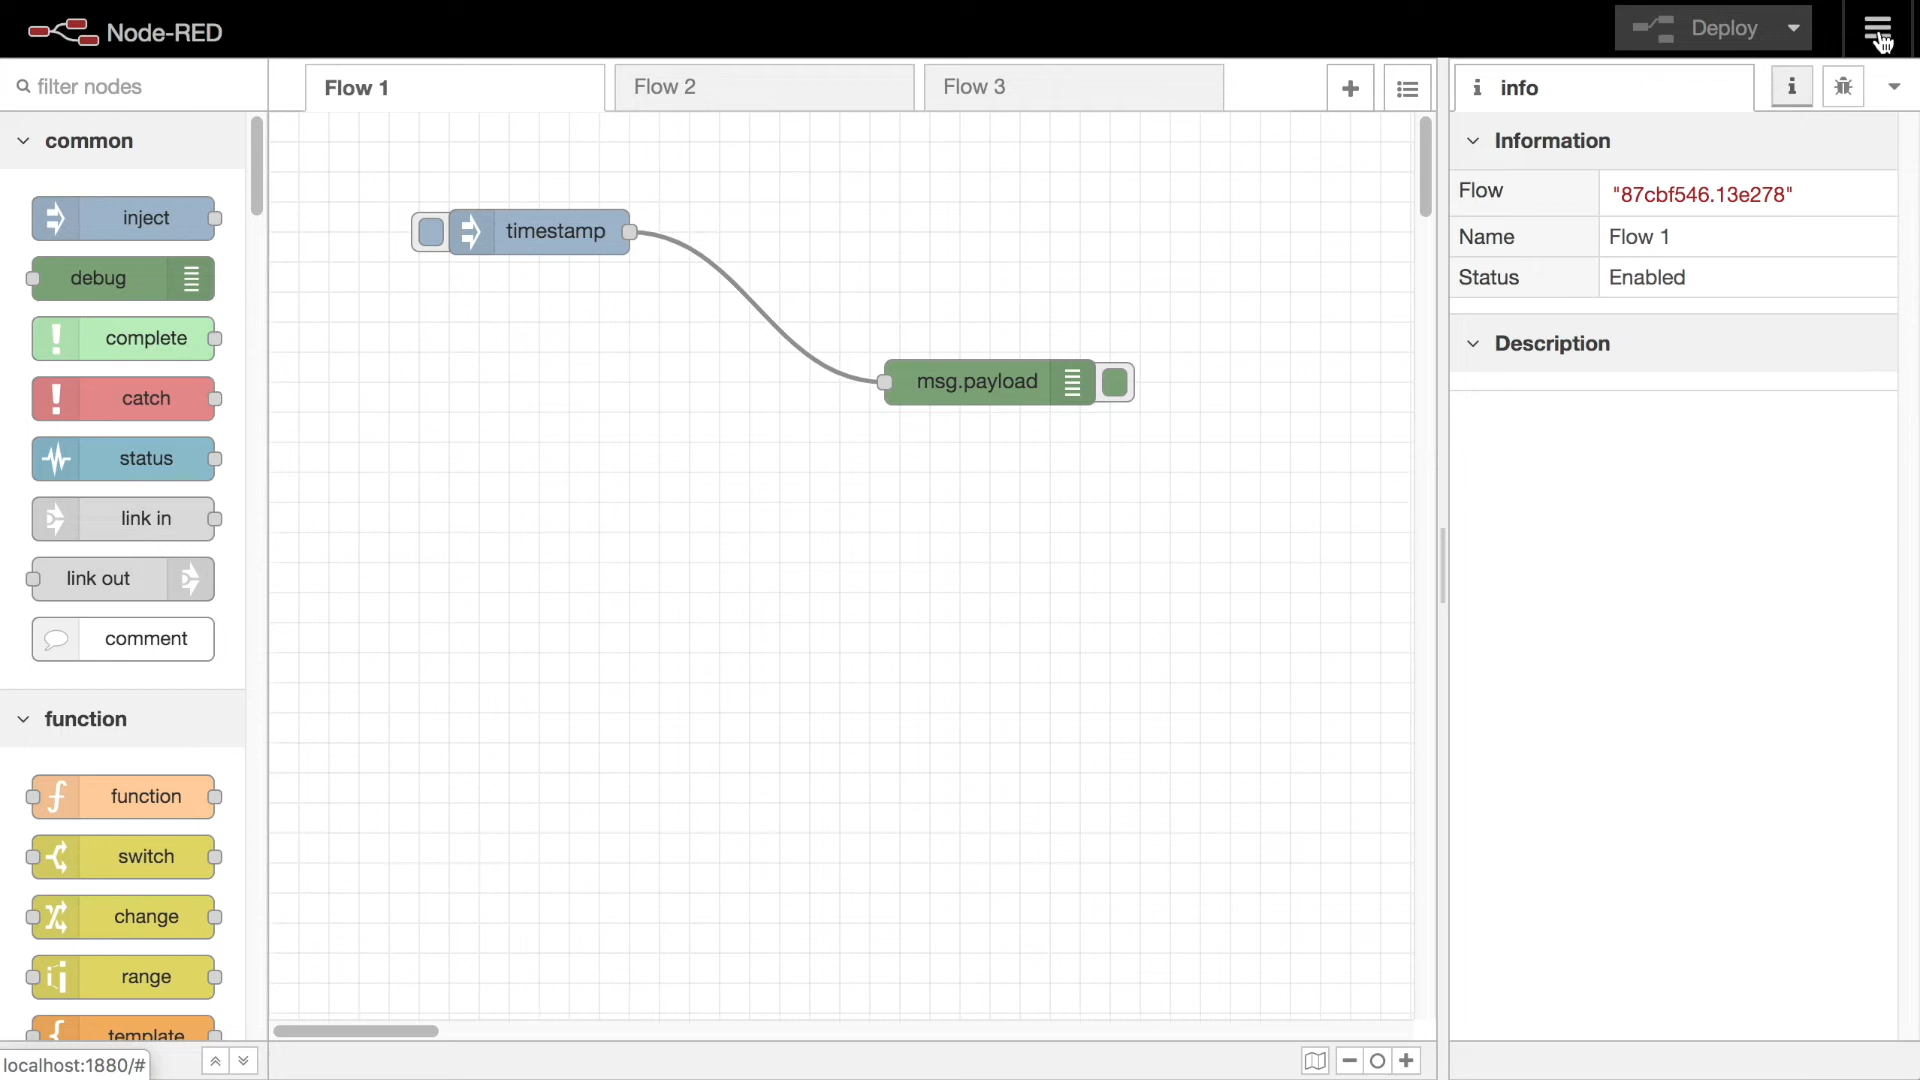 Node-RED
Deploy
filter nodes
Flow 1
Flow 2
Flow 3
i info
i
common
inject
debug
complete
catch
status
link in
link out
comment
function
function
switch
change
range
template
timestamp
msg.payload
Information
Flow "87cbf546.13e278"
Name Flow 1
Status Enabled
Description
localhost:1880/#